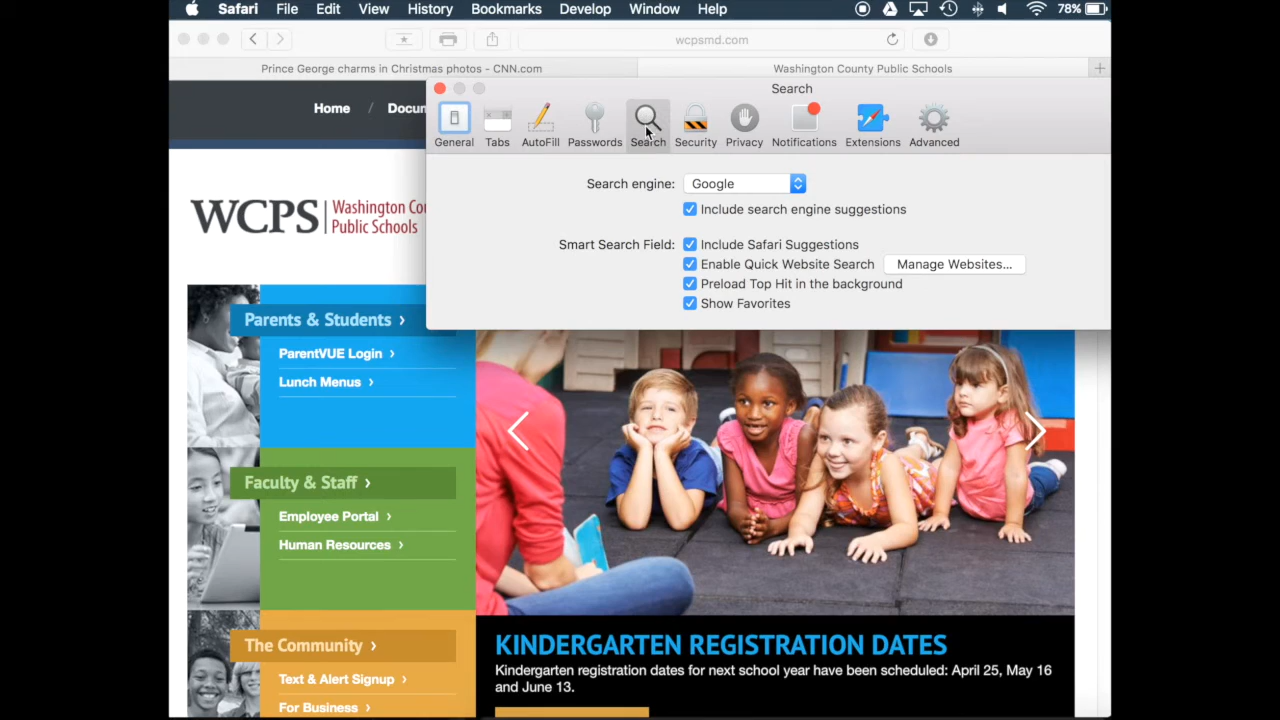 Safari File Edit View History Bookmarks Develop Window Help 78%
wcpsmd.com
Prince George charms in Christmas photos - CNN.com Washington County Public Schools
Search
General Tabs AutoFill Passwords Search Security Privacy Notifications Extensions Advanced
Search engine: Google
Include search engine suggestions
Smart Search Field: Include Safari Suggestions
Enable Quick Website Search Manage Websites...
Preload Top Hit in the background
Show Favorites
Home / Docum
WCPS Washington Cou
Public Schools
Parents & Students ›
ParentVUE Login ›
Lunch Menus ›
Faculty & Staff ›
Employee Portal ›
Human Resources ›
The Community ›
Text & Alert Signup ›
For Business ›
KINDERGARTEN REGISTRATION DATES
Kindergarten registration dates for next school year have been scheduled: April 25, May 16
and June 13.